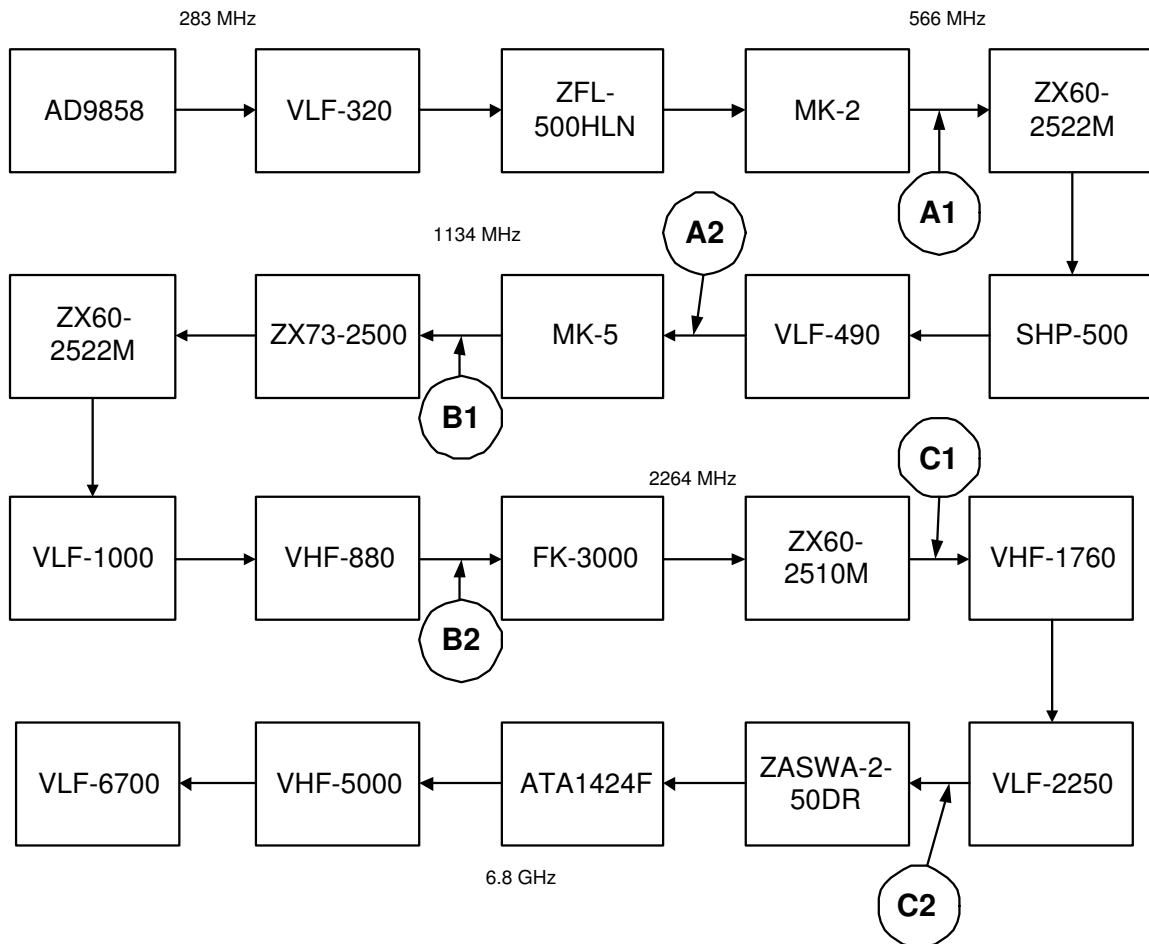 283 MHz
566 MHz
AD9858
VLF-320
ZFL-
500HLN
MK-2
ZX60-
2522M
A1
A2
1134 MHz
ZX60-
2522M
ZX73-2500
MK-5
VLF-490
SHP-500
B1
C1
2264 MHz
VLF-1000
VHF-880
FK-3000
ZX60-
2510M
VHF-1760
B2
VLF-6700
VHF-5000
ATA1424F
ZASWA-2-
50DR
VLF-2250
6.8 GHz
C2